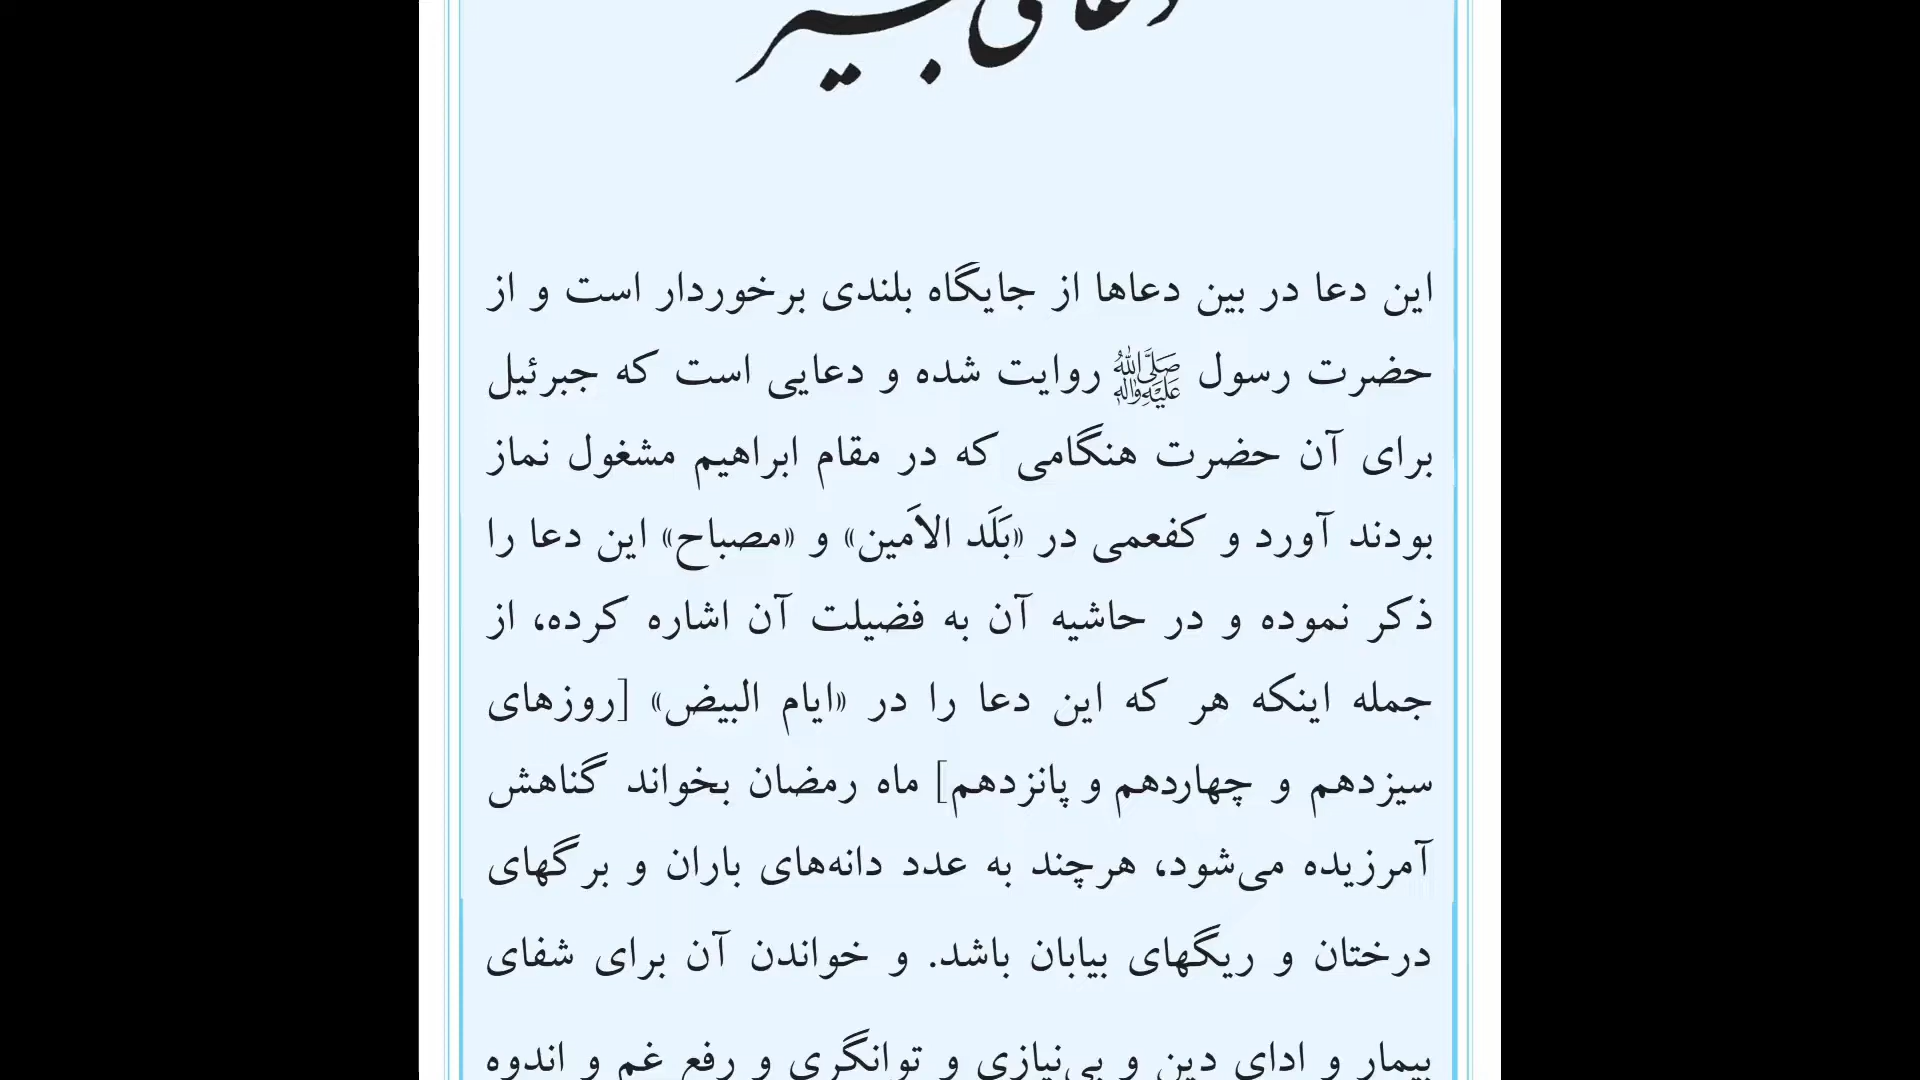 دعای مجیر
این دعا در بین دعاها از جایگاه بلندی برخوردار است و از
حضرت رسول ﷺ روایت شده و دعایی است که جبرئیل
برای آن حضرت هنگامی که در مقام ابراهیم مشغول نماز
بودند آورد و کفعمی در «بَلَد الاَمین» و «مصباح» این دعا را
ذکر نموده و در حاشیه آن به فضیلت آن اشاره کرده، از
جمله اینکه هر که این دعا را در «ایام البیض» [روزهای
سیزدهم و چهاردهم و پانزدهم] ماه رمضان بخواند گناهش
آمرزیده می‌شود، هرچند به عدد دانه‌های باران و برگهای
درختان و ریگهای بیابان باشد. و خواندن آن برای شفای
بیمار و ادای دین و بی‌نیازی و توانگری و رفع غم و اندوه